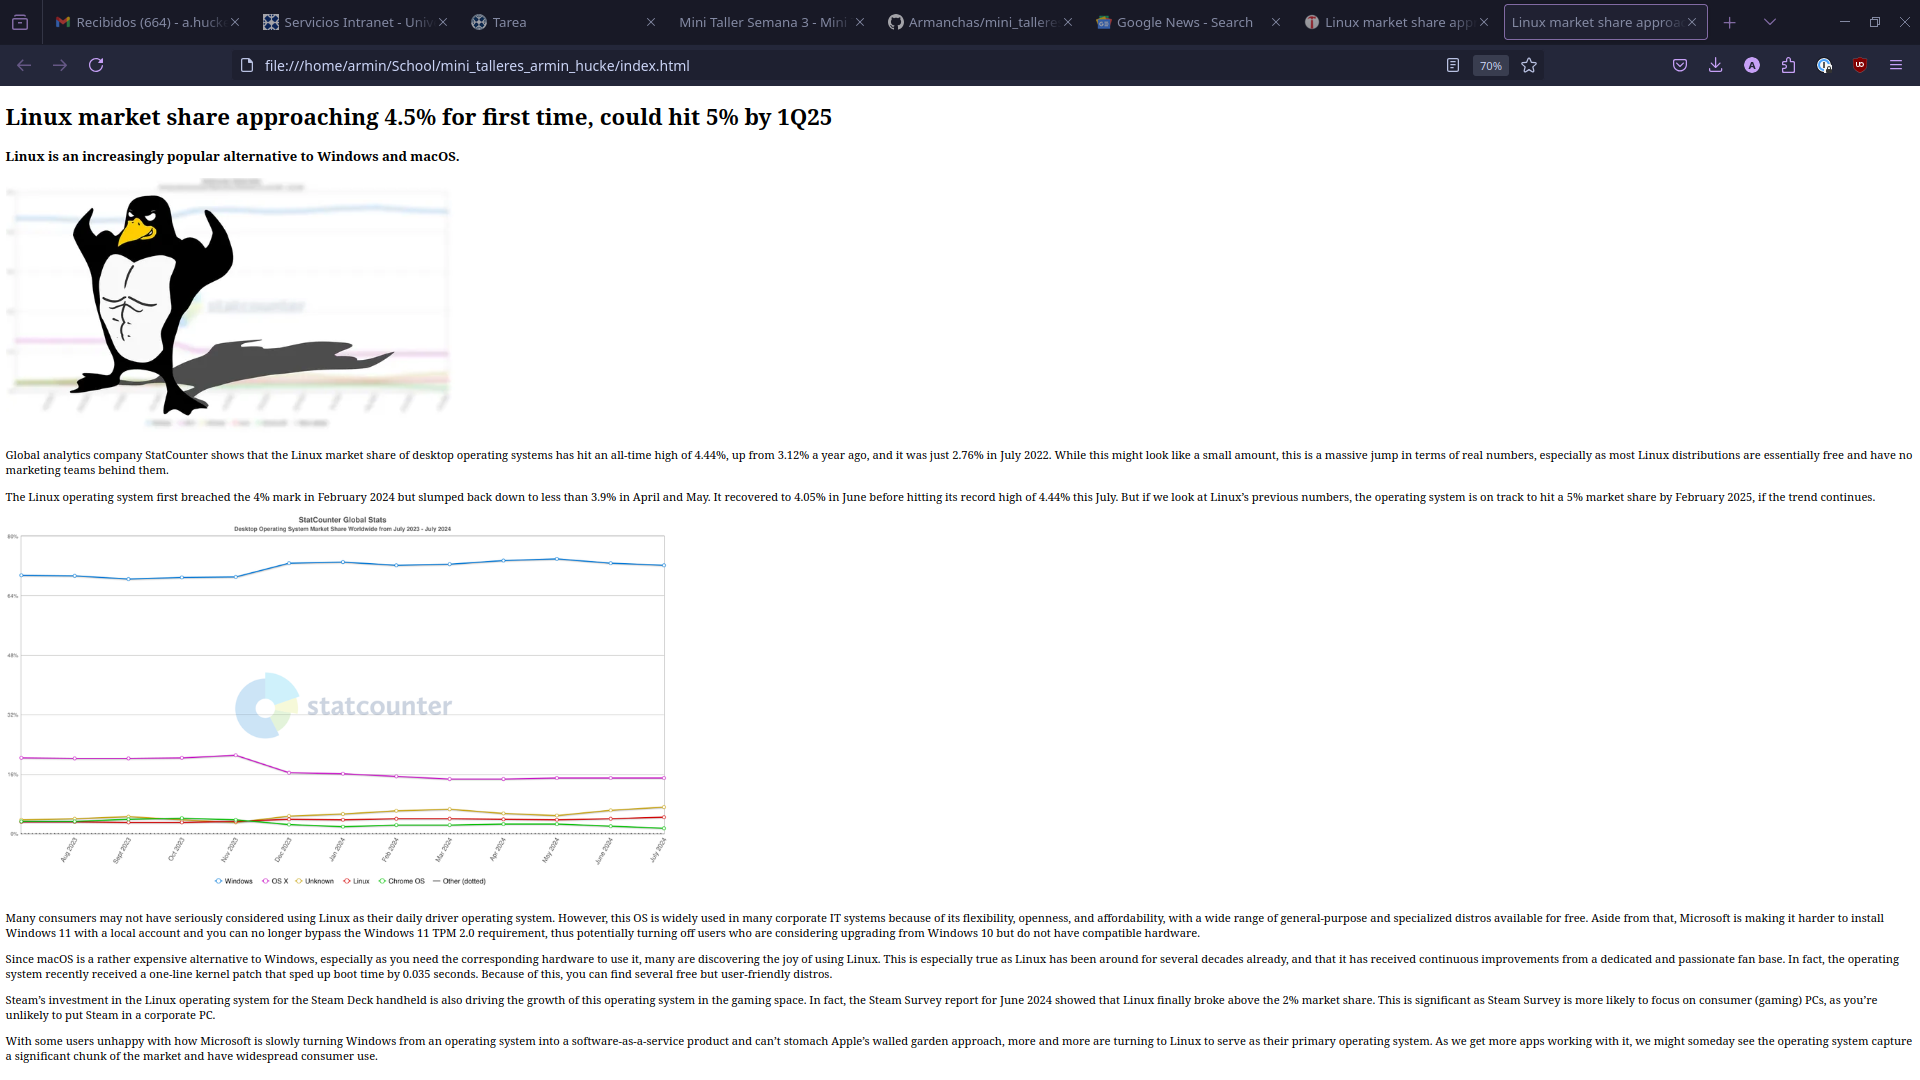 Recibidos (664) - a.huck
Servicios Intranet - Univ
Tarea
Mini Taller Semana 3 - Mini
Armanchas/mini_tallere
Google News - Search
Linux market share app
Linux market share approa
file:///home/armin/School/mini_talleres_armin_hucke/index.html
70%
A
Linux market share approaching 4.5% for first time, could hit 5% by 1Q25
Linux is an increasingly popular alternative to Windows and macOS.
statcounter
Global analytics company StatCounter shows that the Linux market share of desktop operating systems has hit an all-time high of 4.44%, up from 3.12% a year ago, and it was just 2.76% in July 2022. While this might look like a small amount, this is a massive jump in terms of real numbers, especially as most Linux distributions are essentially free and have no
marketing teams behind them.
The Linux operating system first breached the 4% mark in February 2024 but slumped back down to less than 3.9% in April and May. It recovered to 4.05% in June before hitting its record high of 4.44% this July. But if we look at Linux’s previous numbers, the operating system is on track to hit a 5% market share by February 2025, if the trend continues.
StatCounter Global Stats
Desktop Operating System Market Share Worldwide from July 2023 - July 2024
80%
64%
48%
32%
16%
0%
statcounter
Aug 2023
Sept 2023
Oct 2023
Nov 2023
Dec 2023
Jan 2024
Feb 2024
Mar 2024
Apr 2024
May 2024
June 2024
July 2024
Windows OS X Unknown Linux Chrome OS Other (dotted)
Many consumers may not have seriously considered using Linux as their daily driver operating system. However, this OS is widely used in many corporate IT systems because of its flexibility, openness, and affordability, with a wide range of general-purpose and specialized distros available for free. Aside from that, Microsoft is making it harder to install
Windows 11 with a local account and you can no longer bypass the Windows 11 TPM 2.0 requirement, thus potentially turning off users who are considering upgrading from Windows 10 but do not have compatible hardware.
Since macOS is a rather expensive alternative to Windows, especially as you need the corresponding hardware to use it, many are discovering the joy of using Linux. This is especially true as Linux has been around for several decades already, and that it has received continuous improvements from a dedicated and passionate fan base. In fact, the operating
system recently received a one-line kernel patch that sped up boot time by 0.035 seconds. Because of this, you can find several free but user-friendly distros.
Steam’s investment in the Linux operating system for the Steam Deck handheld is also driving the growth of this operating system in the gaming space. In fact, the Steam Survey report for June 2024 showed that Linux finally broke above the 2% market share. This is significant as Steam Survey is more likely to focus on consumer (gaming) PCs, as you’re
unlikely to put Steam in a corporate PC.
With some users unhappy with how Microsoft is slowly turning Windows from an operating system into a software-as-a-service product and can’t stomach Apple’s walled garden approach, more and more are turning to Linux to serve as their primary operating system. As we get more apps working with it, we might someday see the operating system capture
a significant chunk of the market and have widespread consumer use.